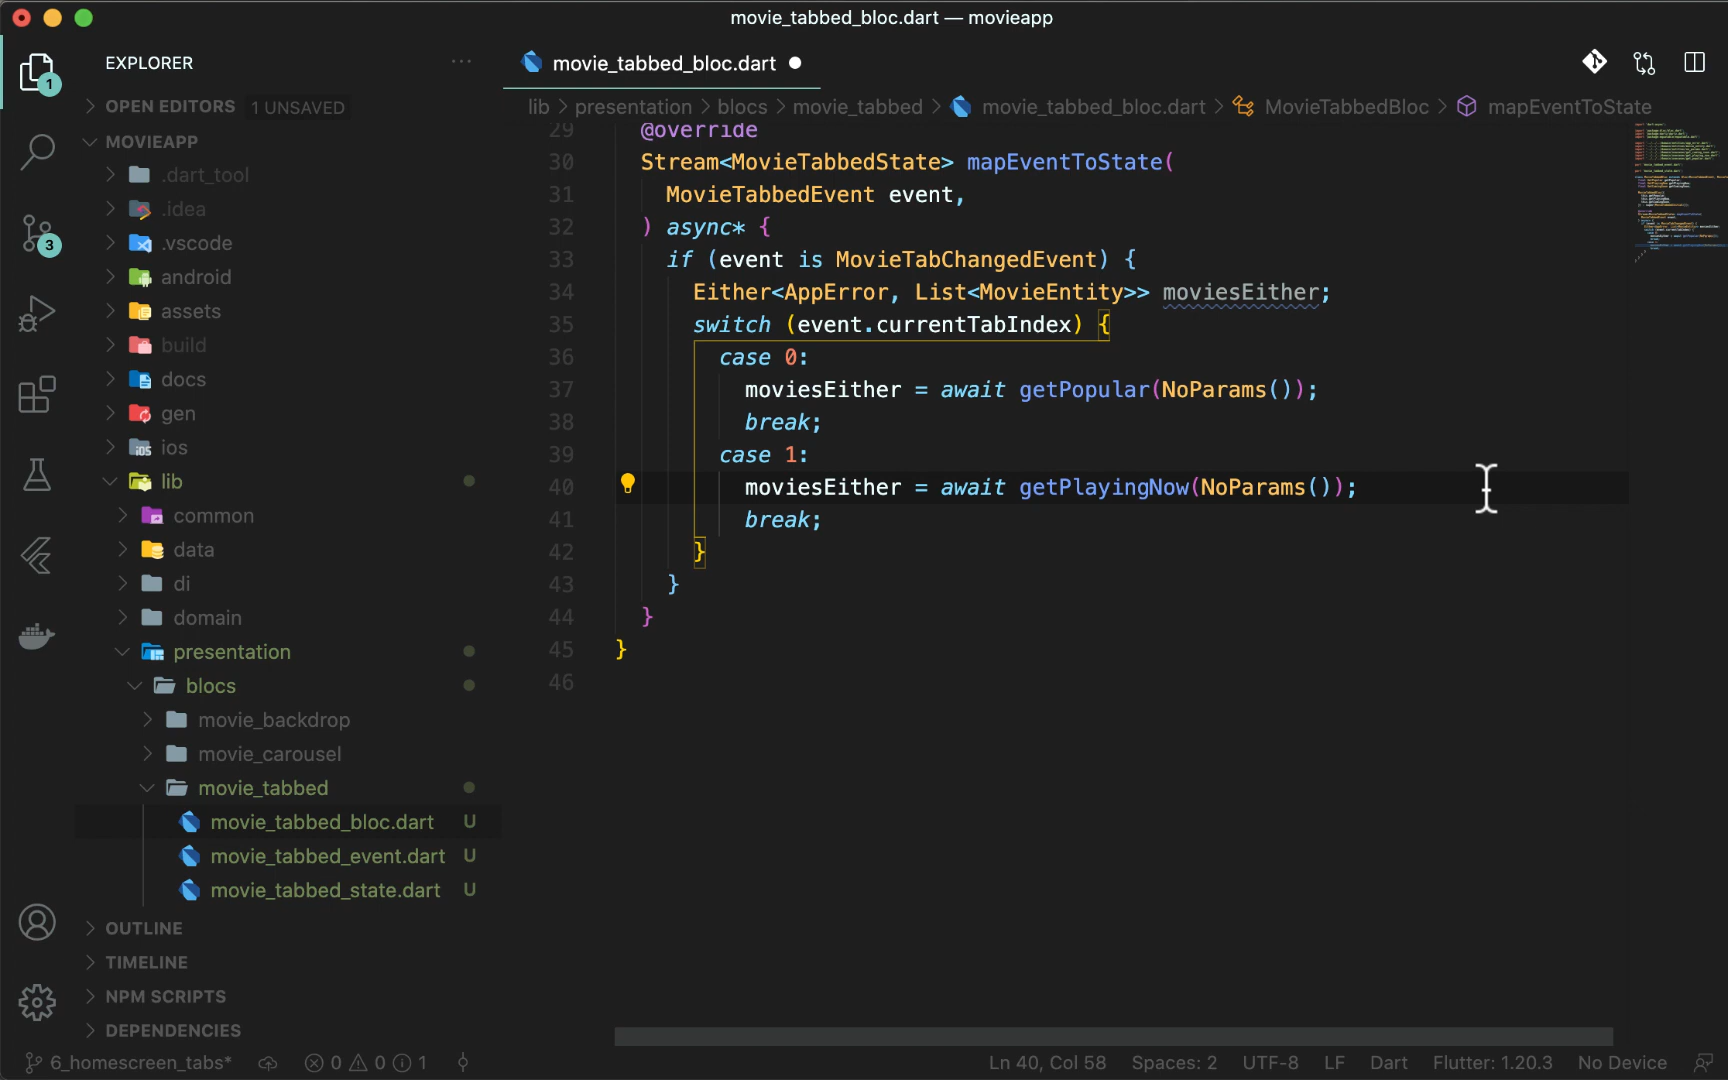 movie_tabbed_bloc.dart — movieapp
EXPLORER
movie_tabbed_bloc.dart
1
OPEN EDITORS 1 UNSAVED
lib > presentation > blocs > movie_tabbed > movie_tabbed_bloc.dart > MovieTabbedBloc > mapEventToState
MOVIEAPP
.dart_tool
.idea
.vscode
3
android
assets
build
docs
gen
ios
lib
common
data
di
domain
presentation
blocs
movie_backdrop
movie_carousel
movie_tabbed
movie_tabbed_bloc.dart U
movie_tabbed_event.dart U
movie_tabbed_state.dart U
OUTLINE
TIMELINE
NPM SCRIPTS
DEPENDENCIES
29 @override
30 Stream<MovieTabbedState> mapEventToState(
31 MovieTabbedEvent event,
32 ) async* {
33 if (event is MovieTabChangedEvent) {
34 Either<AppError, List<MovieEntity>> moviesEither;
35 switch (event.currentTabIndex) {
36 case 0:
37 moviesEither = await getPopular(NoParams());
38 break;
39 case 1:
40 moviesEither = await getPlayingNow(NoParams());
41 break;
42 }
43 }
44 }
45 }
46
6_homescreen_tabs* 0 0 1 Ln 40, Col 58 Spaces: 2 UTF-8 LF Dart Flutter: 1.20.3 No Device